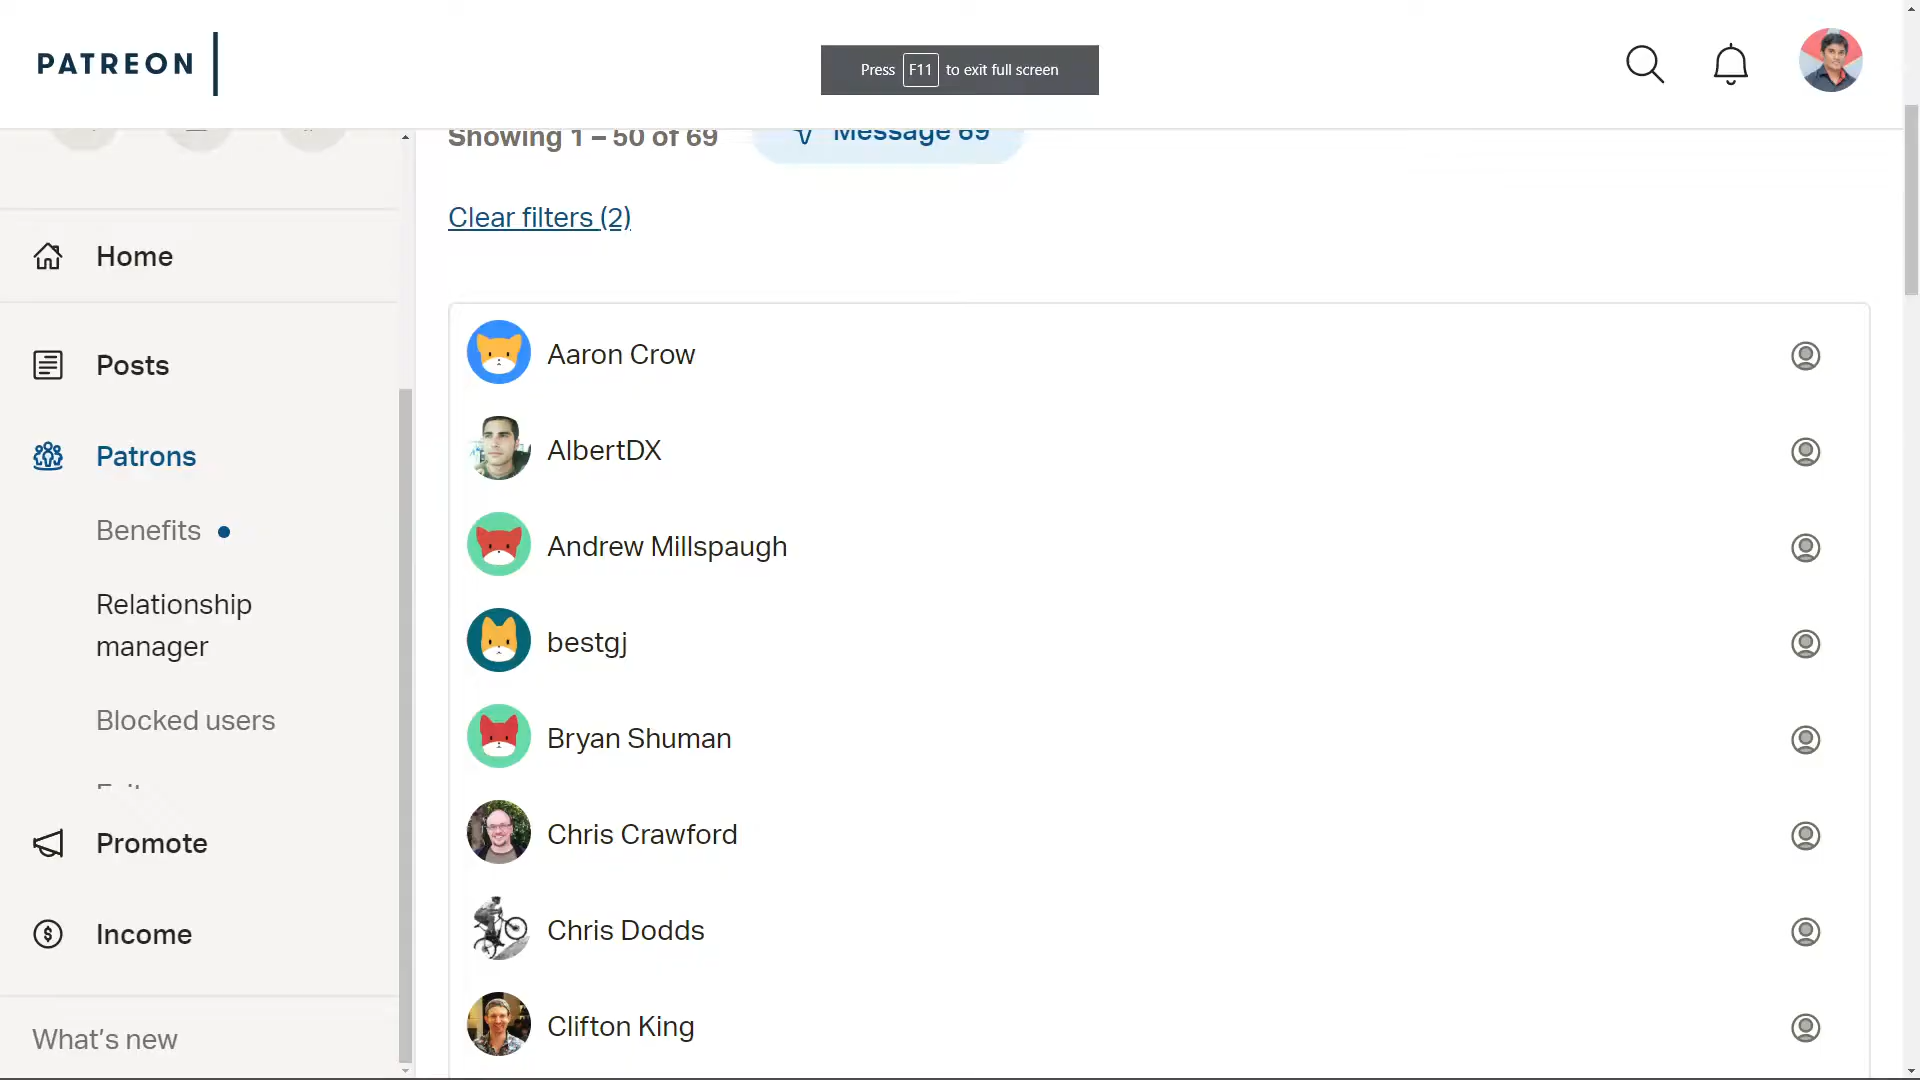 PATREON
Press F11 to exit full screen
Showing 1 – 50 of 69
Message 69
Clear filters (2)
Home
Posts
Patrons
Benefits
Relationship
manager
Blocked users
Promote
Income
What's new
Aaron Crow
AlbertDX
Andrew Millspaugh
bestgj
Bryan Shuman
Chris Crawford
Chris Dodds
Clifton King